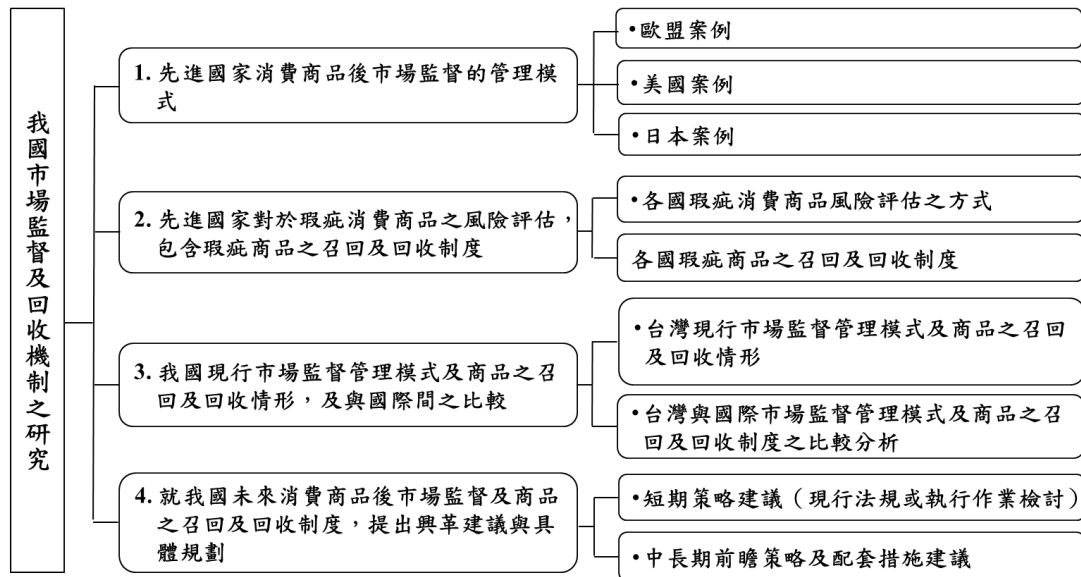 我國市場監督及回收機制之研究
1. 先進國家消費商品後市場監督的管理模
式
•歐盟案例
•美國案例
•日本案例
2. 先進國家對於瑕疵消費商品之風險評估，
包含瑕疵商品之召回及回收制度
•各國瑕疵消費商品風險評估之方式
各國瑕疵商品之召回及回收制度
3. 我國現行市場監督管理模式及商品之召
回及回收情形，及與國際間之比較
•台灣現行市場監督管理模式及商品之召回
及回收情形
•台灣與國際市場監督管理模式及商品之召
回及回收制度之比較分析
4. 就我國未來消費商品後市場監督及商品
之召回及回收制度，提出興革建議與具
體規劃
•短期策略建議（現行法規或執行作業檢討）
•中長期前瞻策略及配套措施建議